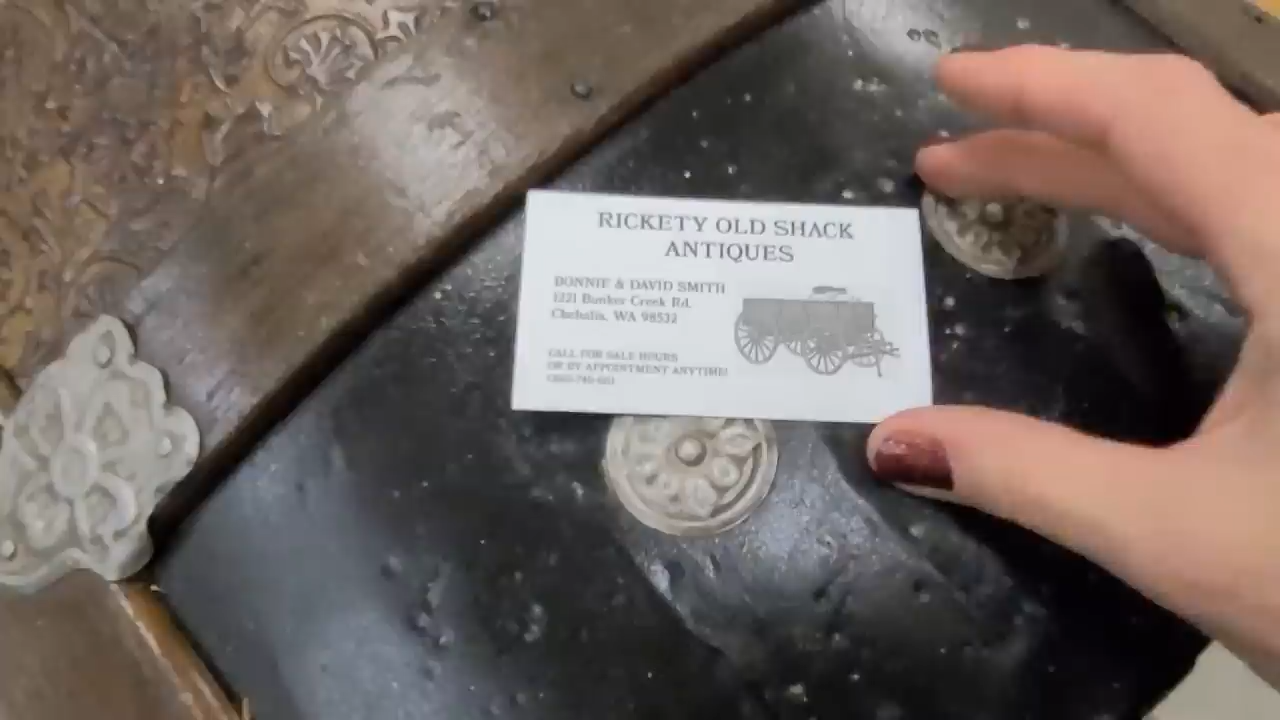 RICKETY OLD SHACK
ANTIQUES
BONNIE & DAVID SMITH
1221 Bunker Creek Rd.
Chehalis, WA 98532
CALL FOR SALE HOURS
OR BY APPOINTMENT ANYTIME!